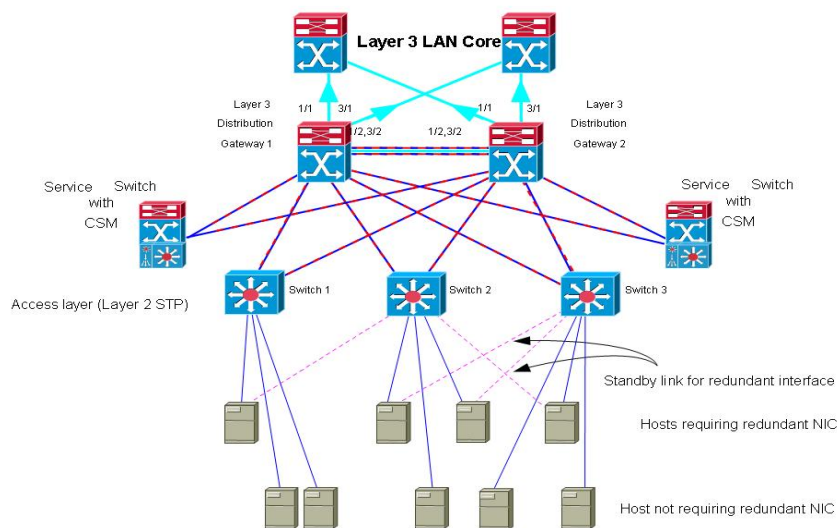 Layer 3 LAN Core
Layer 3
Distribution
Gateway 1
1/1
3/1
1/2,3/2
1/2,3/2
1/1
3/1
Layer 3
Distribution
Gateway 2
Service Switch
with
CSM
Service Switch
with
CSM
Switch 1
Switch 2
Switch 3
Access layer (Layer 2 STP)
Standby link for redundant interface
Hosts requiring redundant NIC
Host not requiring redundant NIC